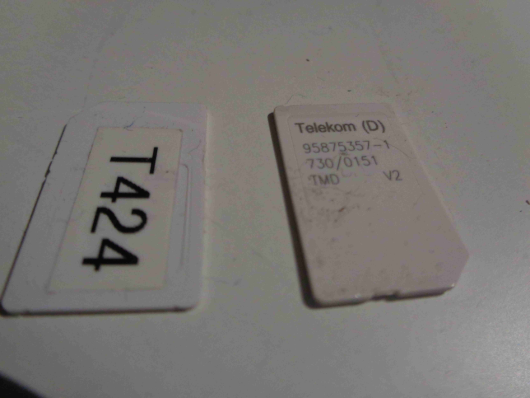 T424
Telekom (D)
95875357-1
730/0151
TMD V2